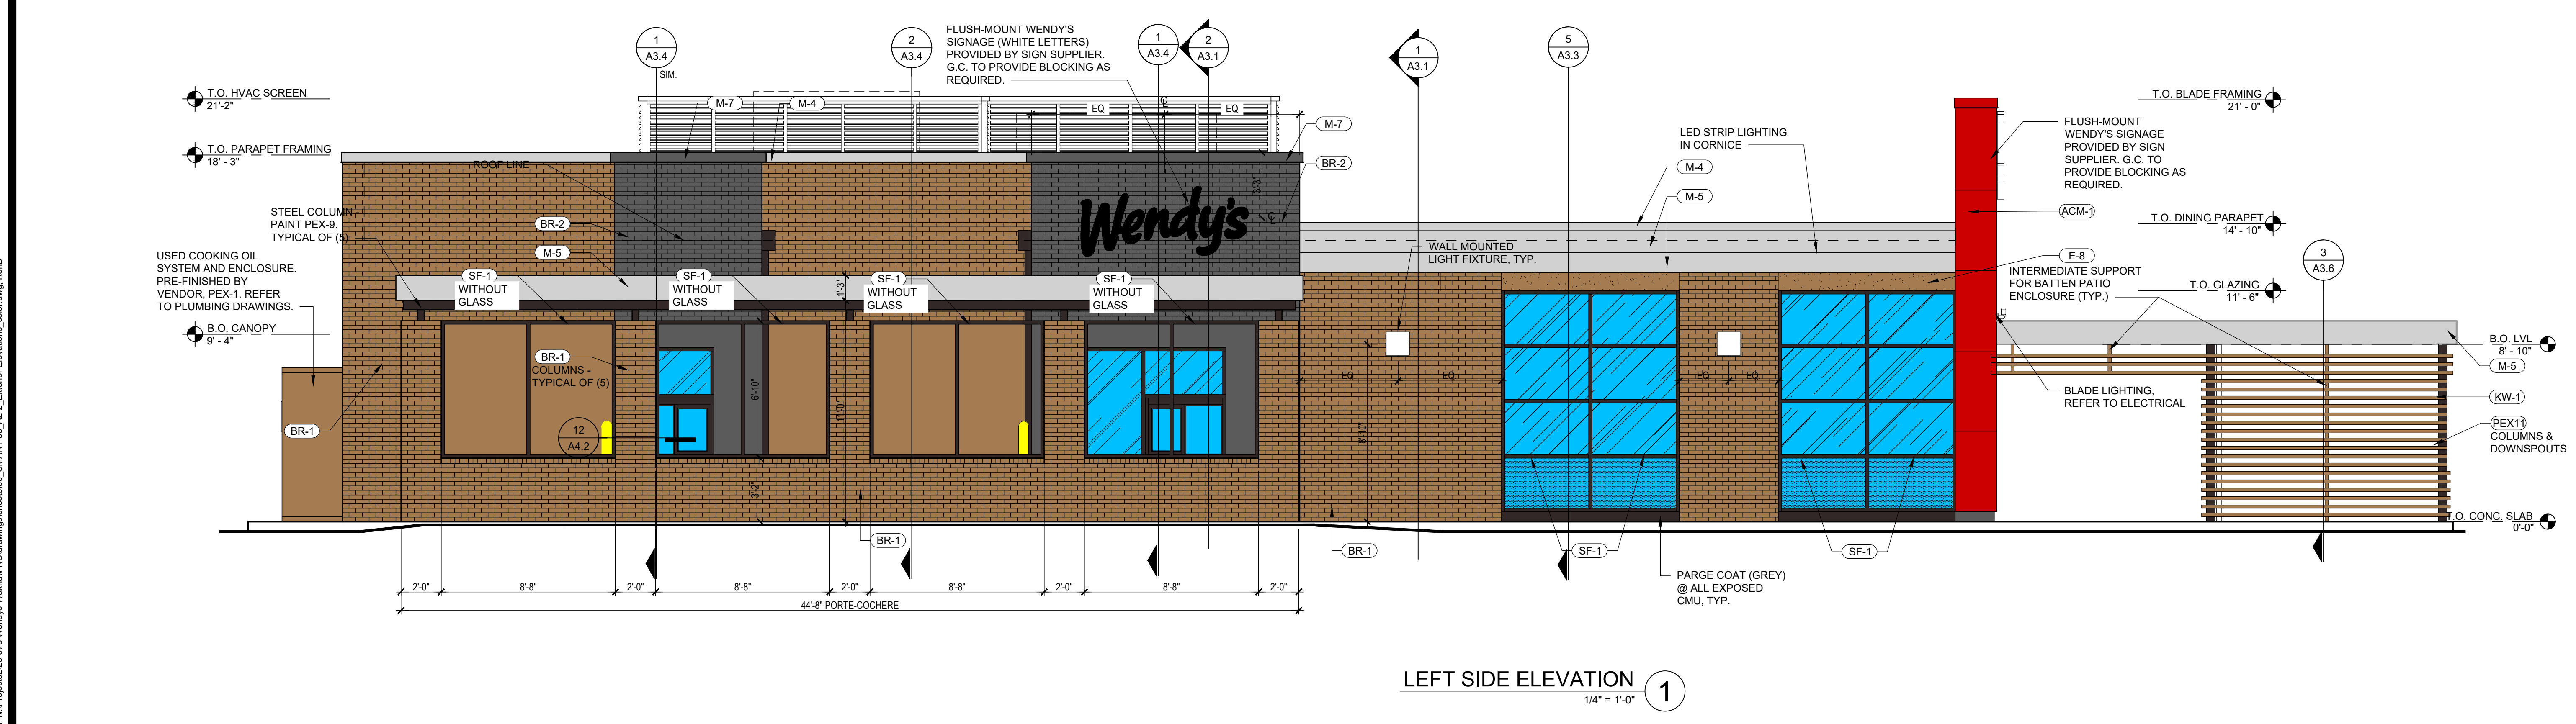 1
A3.4
SIM.
2
A3.4
FLUSH-MOUNT WENDY'S
SIGNAGE (WHITE LETTERS)
PROVIDED BY SIGN SUPPLIER.
G.C. TO PROVIDE BLOCKING AS
REQUIRED.
1
A3.4
2
A3.1
1
A3.1
5
A3.3
T.O. HVAC SCREEN
21'-2"
T.O. PARAPET FRAMING
18' - 3"
M-7
M-4
EQ
EQ
M-7
BR-2
ROOF LINE
3'-3"
LED STRIP LIGHTING
IN CORNICE
M-4
M-5
T.O. BLADE FRAMING
21' - 0"
FLUSH-MOUNT
WENDY'S SIGNAGE
PROVIDED BY SIGN
SUPPLIER. G.C. TO
PROVIDE BLOCKING AS
REQUIRED.
ACM-1
T.O. DINING PARAPET
14' - 10"
STEEL COLUMN -
PAINT PEX-9.
TYPICAL OF (5)
BR-2
M-5
Wendy's
WALL MOUNTED
LIGHT FIXTURE, TYP.
USED COOKING OIL
SYSTEM AND ENCLOSURE.
PRE-FINISHED BY
VENDOR, PEX-1. REFER
TO PLUMBING DRAWINGS.
SF-1
WITHOUT
GLASS
SF-1
WITHOUT
GLASS
1'-3"
SF-1
WITHOUT
GLASS
SF-1
WITHOUT
GLASS
E-8
INTERMEDIATE SUPPORT
FOR BATTEN PATIO
ENCLOSURE (TYP.)
3
A3.6
T.O. GLAZING
11' - 6"
B.O. CANOPY
9' - 4"
B.O. LVL
8' - 10"
M-5
BR-1
COLUMNS -
TYPICAL OF (5)
6'-10"
11'-0"
8'-10"
EQ
EQ
EQ
EQ
BLADE LIGHTING,
REFER TO ELECTRICAL
KW-1
PEX11
COLUMNS &
DOWNSPOUTS
BR-1
12
A4.2
3'-2"
T.O. CONC. SLAB
0'-0"
BR-1
BR-1
SF-1
SF-1
PARGE COAT (GREY)
@ ALL EXPOSED
CMU, TYP.
2'-0"
8'-8"
2'-0"
8'-8"
2'-0"
8'-8"
2'-0"
8'-8"
2'-0"
44'-8" PORTE-COCHERE
LEFT SIDE ELEVATION
1/4" = 1'-0"
1